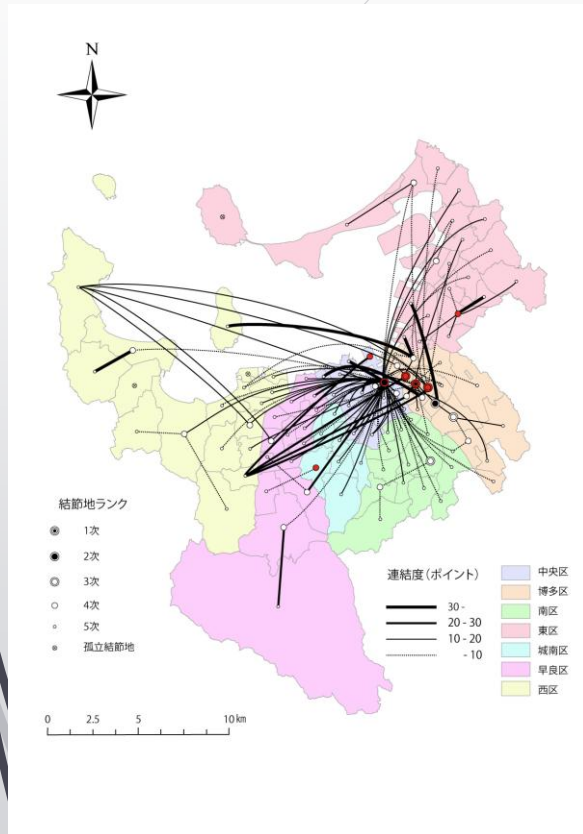 N
結節地ランク
1次
2次
3次
4次
5次
孤立結節地
0 2.5 5 10 km
連結度(ポイント)
30 -
20 - 30
10 - 20
- 10
中央区
博多区
南区
東区
城南区
早良区
西区